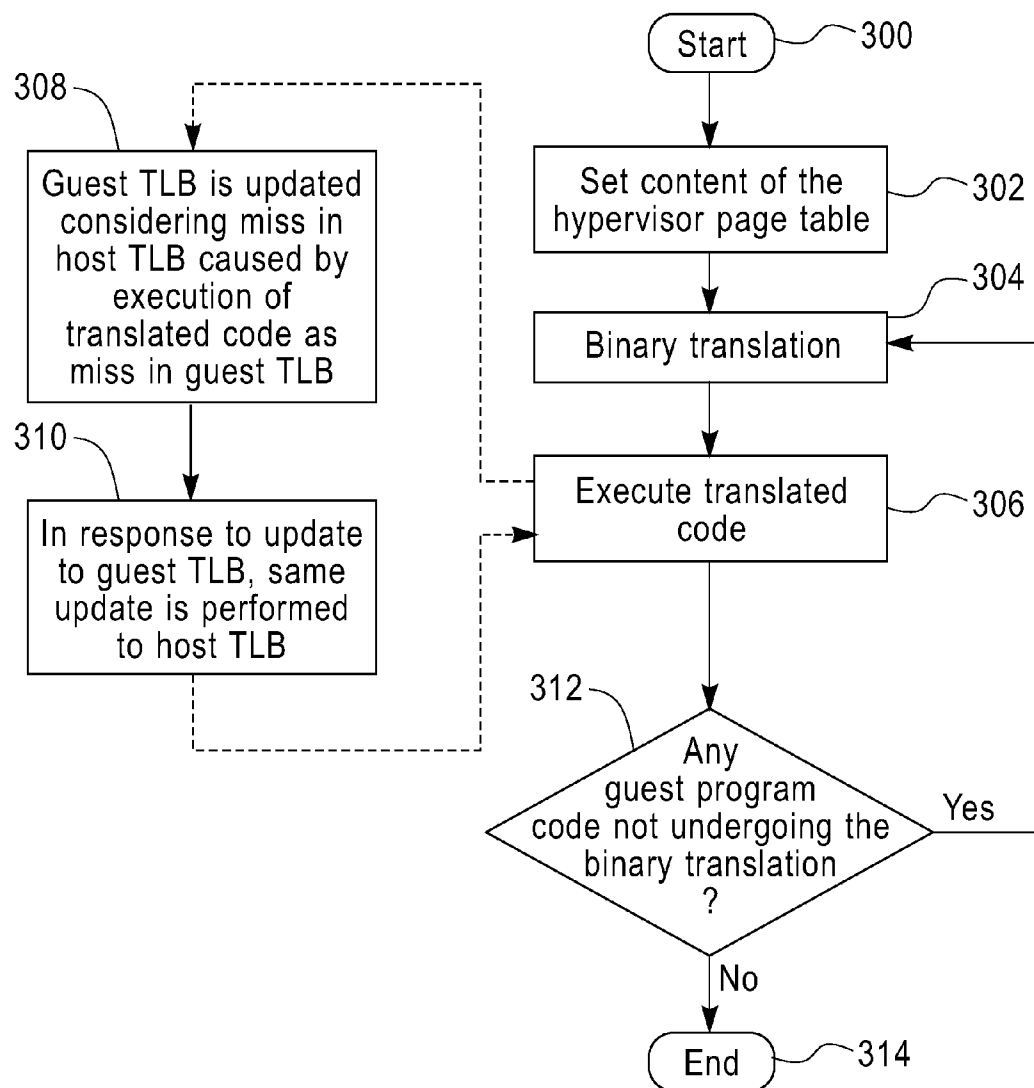 Start
300
308
Guest TLB is updated
considering miss in
host TLB caused by
execution of
translated code as
miss in guest TLB
Set content of the
hypervisor page table
302
304
Binary translation
310
In response to update
to guest TLB, same
update is performed
to host TLB
Execute translated
code
306
312
Any
guest program
code not undergoing the
binary translation
?
Yes
No
End
314